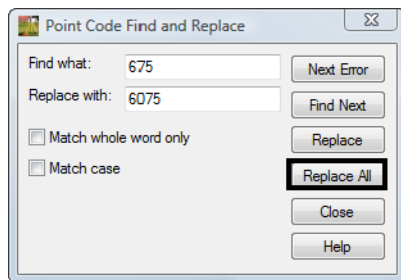 Point Code Find and Replace
Find what: 675 Next Error
Replace with: 6075 Find Next
Match whole word only Replace
Match case Replace All
Close
Help